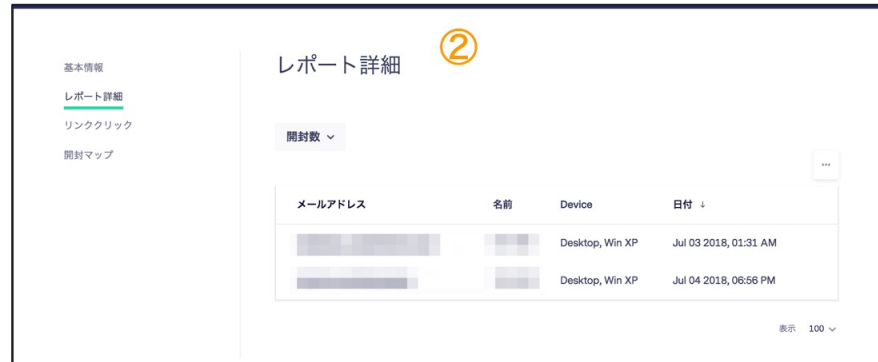 ②
レポート詳細
基本情報
レポート詳細
リンククリック
開封マップ
開封数
...
メールアドレス 名前 Device 日付 ↓
Desktop, Win XP Jul 03 2018, 01:31 AM
Desktop, Win XP Jul 04 2018, 06:56 PM
表示 100